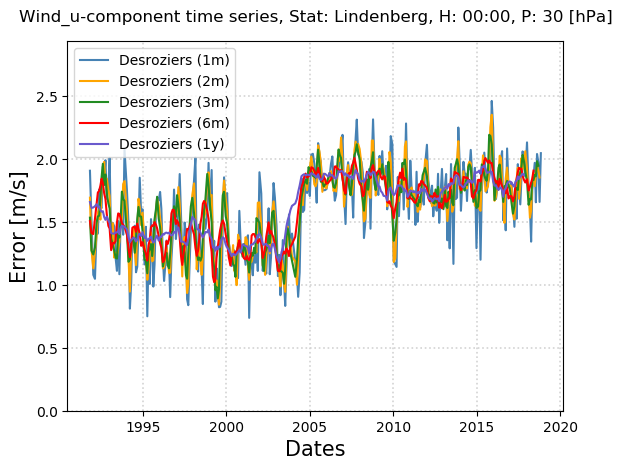 Wind_u-component time series, Stat: Lindenberg, H: 00:00, P: 30 [hPa]
Desroziers (1m)
Desroziers (2m)
Desroziers (3m)
Desroziers (6m)
Desroziers (1y)
Error [m/s]
2.5
2.0
1.5
1.0
0.5
0.0
1995 2000 2005 2010 2015 2020
Dates